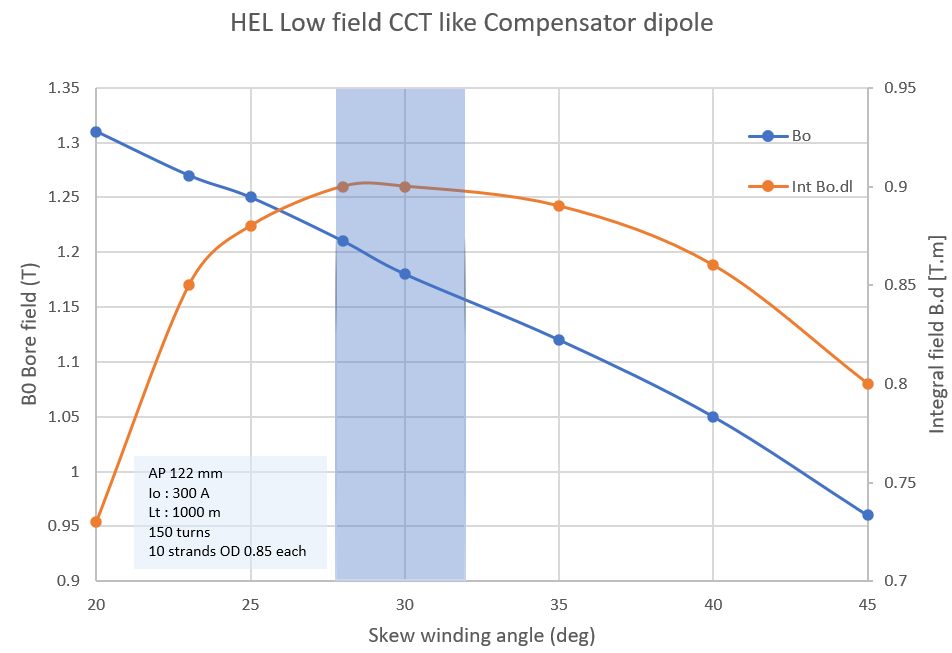 HEL Low field CCT like Compensator dipole
1.35
1.3
1.25
1.2
1.15
1.1
1.05
1
0.95
0.9
B0 Bore field (T)
Bo
Int Bo.dl
AP 122 mm
Io : 300 A
Lt : 1000 m
150 turns
10 strands OD 0.85 each
0.95
0.9
0.85
0.8
0.75
0.7
Integral field B.d [T.m]
20 25 30 35 40 45
Skew winding angle (deg)